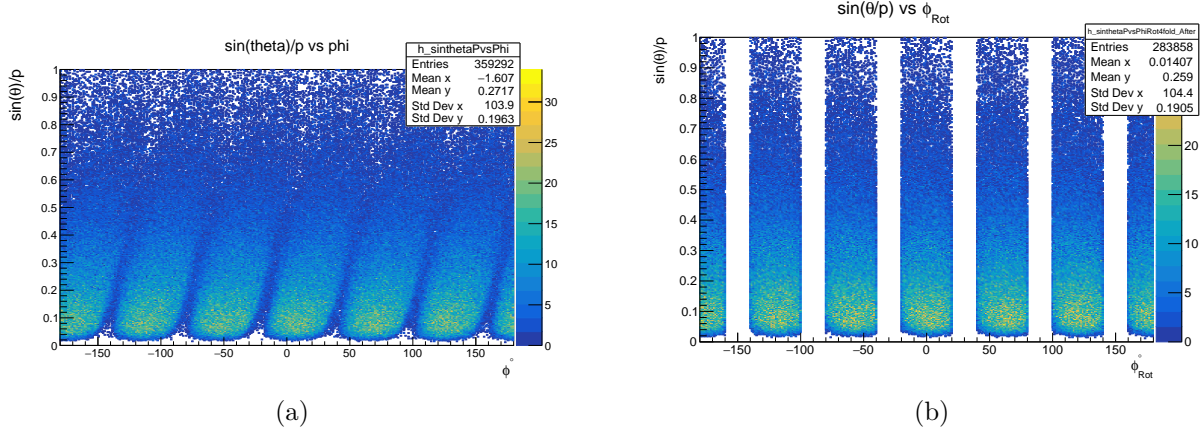 sin(theta)/p vs phi
h_sinthetaPvsPhi
Entries 359292
Mean x −1.607
Mean y 0.2717
Std Dev x 103.9
Std Dev y 0.1963
sin(θ)/p
1
0.9
0.8
0.7
0.6
0.5
0.4
0.3
0.2
0.1
0
−150 −100 −50 0 50 100 150
ϕ°
30
25
20
15
10
5
0
(a)
sin(θ/p) vs ϕRot
h_sinthetaPvsPhiRot4fold_After
Entries 283858
Mean x 0.01407
Mean y 0.259
Std Dev x 104.4
Std Dev y 0.1905
sin(θ)/p
1
0.9
0.8
0.7
0.6
0.5
0.4
0.3
0.2
0.1
0
−150 −100 −50 0 50 100 150
ϕ°Rot
20
15
10
5
0
(b)